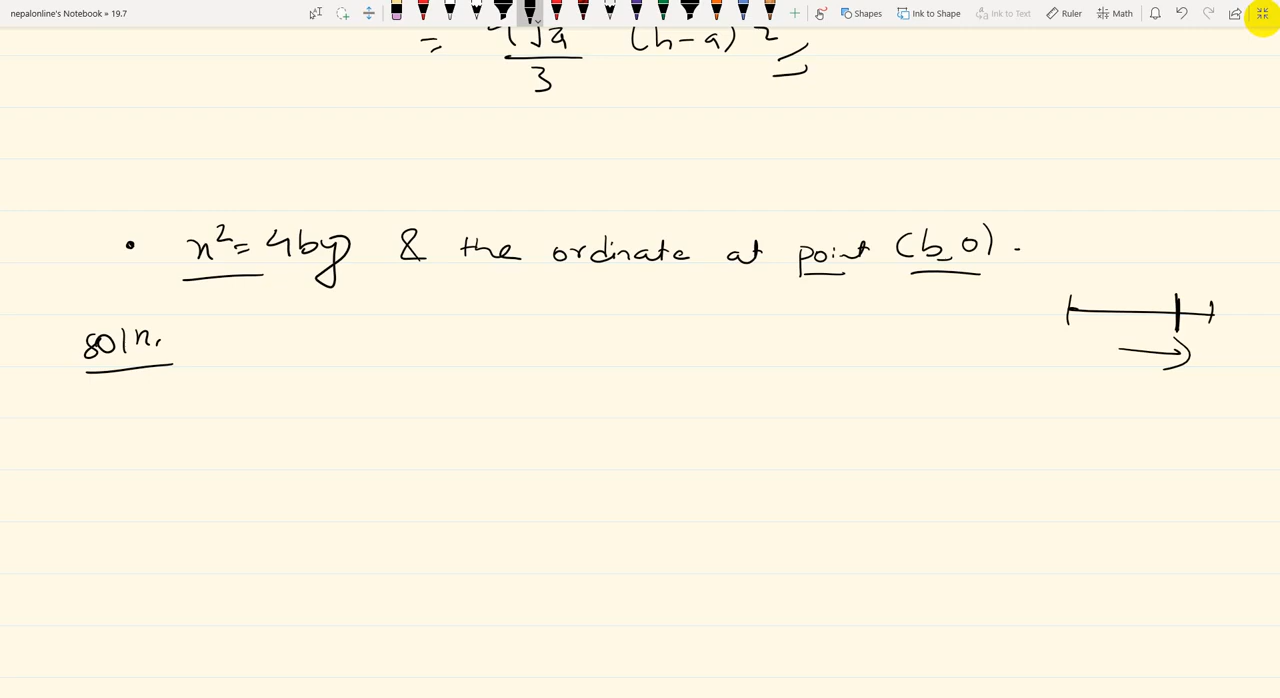 nepalonline's Notebook » 19.7
Shapes Ink to Shape Ink to Text Ruler Math
= 4√a (h-a)
3
• x² = 4by & the ordinate at point (b, 0).
soln.